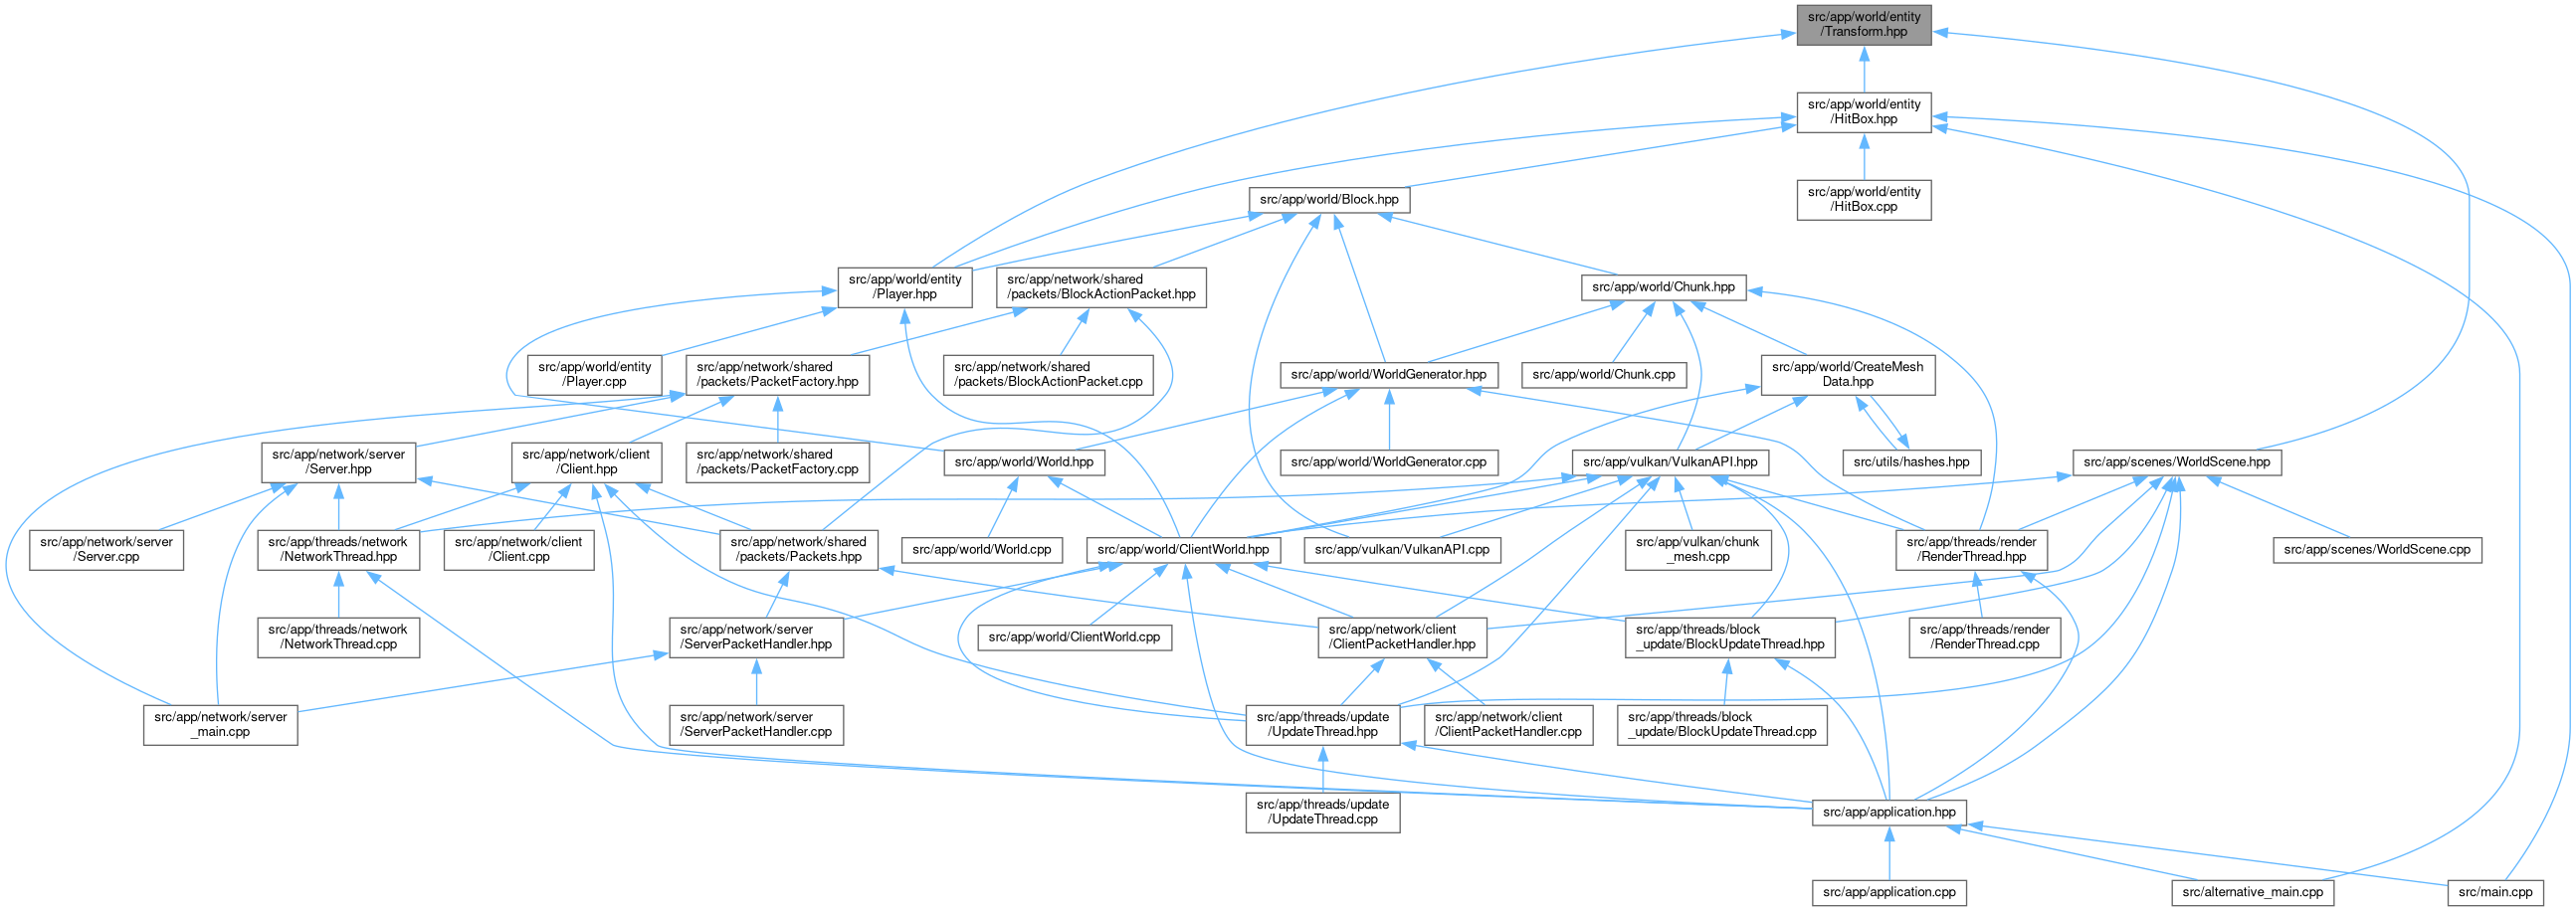 src/app/world/entity
/Transform.hpp
src/app/world/entity
/HitBox.hpp
src/app/world/Block.hpp
src/app/world/entity
/HitBox.cpp
src/app/world/entity
/Player.hpp
src/app/network/shared
/packets/BlockActionPacket.hpp
src/app/world/Chunk.hpp
src/app/world/entity
/Player.cpp
src/app/network/shared
/packets/PacketFactory.hpp
src/app/network/shared
/packets/BlockActionPacket.cpp
src/app/world/WorldGenerator.hpp
src/app/world/Chunk.cpp
src/app/world/CreateMesh
Data.hpp
src/app/network/server
/Server.hpp
src/app/network/client
/Client.hpp
src/app/network/shared
/packets/PacketFactory.cpp
src/app/world/World.hpp
src/app/world/WorldGenerator.cpp
src/app/vulkan/VulkanAPI.hpp
src/utils/hashes.hpp
src/app/scenes/WorldScene.hpp
src/app/network/server
/Server.cpp
src/app/threads/network
/NetworkThread.hpp
src/app/network/client
/Client.cpp
src/app/network/shared
/packets/Packets.hpp
src/app/world/World.cpp
src/app/world/ClientWorld.hpp
src/app/vulkan/VulkanAPI.cpp
src/app/vulkan/chunk
_mesh.cpp
src/app/threads/render
/RenderThread.hpp
src/app/scenes/WorldScene.cpp
src/app/threads/network
/NetworkThread.cpp
src/app/network/server
/ServerPacketHandler.hpp
src/app/world/ClientWorld.cpp
src/app/network/client
/ClientPacketHandler.hpp
src/app/threads/block
_update/BlockUpdateThread.hpp
src/app/threads/render
/RenderThread.cpp
src/app/network/server
_main.cpp
src/app/network/server
/ServerPacketHandler.cpp
src/app/threads/update
/UpdateThread.hpp
src/app/network/client
/ClientPacketHandler.cpp
src/app/threads/block
_update/BlockUpdateThread.cpp
src/app/threads/update
/UpdateThread.cpp
src/app/application.hpp
src/app/application.cpp
src/alternative_main.cpp
src/main.cpp